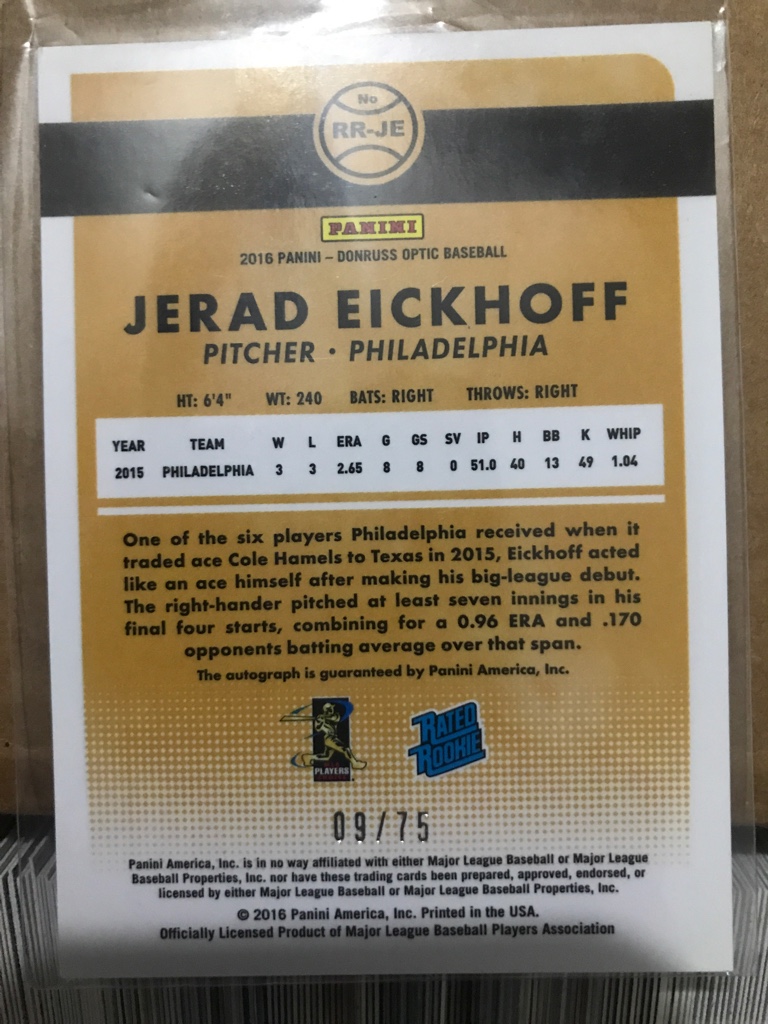 No
RR-JE
PANINI
2016 PANINI – DONRUSS OPTIC BASEBALL
JERAD EICKHOFF
PITCHER • PHILADELPHIA
HT: 6'4" WT: 240 BATS: RIGHT THROWS: RIGHT
YEAR TEAM W L ERA G GS SV IP H BB K WHIP
2015 PHILADELPHIA 3 3 2.65 8 8 0 51.0 40 13 49 1.04
One of the six players Philadelphia received when it
traded ace Cole Hamels to Texas in 2015, Eickhoff acted
like an ace himself after making his big-league debut.
The right-hander pitched at least seven innings in his
final four starts, combining for a 0.96 ERA and .170
opponents batting average over that span.
The autograph is guaranteed by Panini America, Inc.
PLAYERS
RATED
ROOKIE
09/75
Panini America, Inc. is in no way affiliated with either Major League Baseball or Major League
Baseball Properties, Inc. nor have these trading cards been prepared, approved, endorsed, or
licensed by either Major League Baseball or Major League Baseball Properties, Inc.
© 2016 Panini America, Inc. Printed in the USA.
Officially Licensed Product of Major League Baseball Players Association